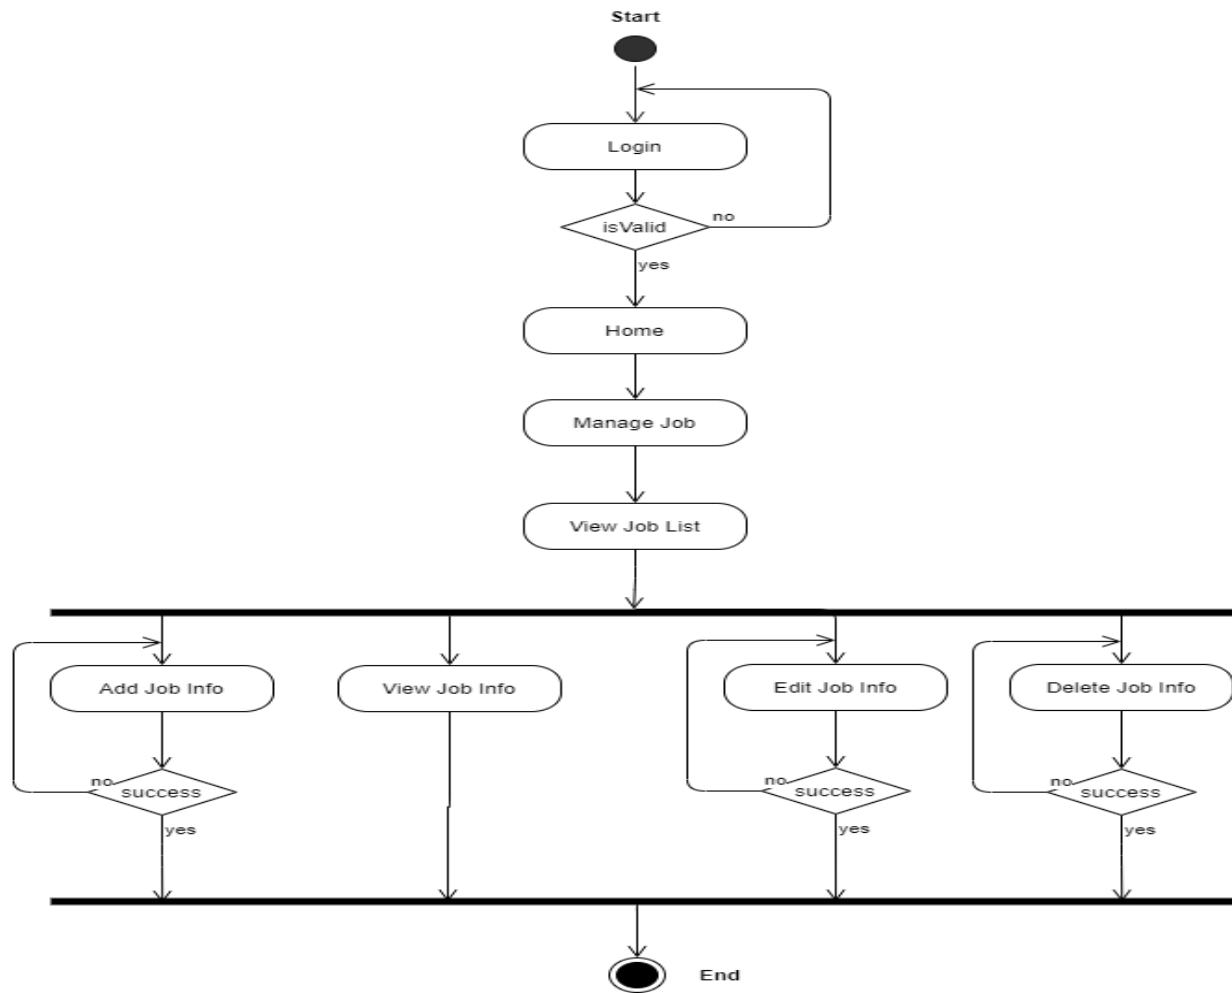 Start
Login
isValid
no
yes
Home
Manage Job
View Job List
Add Job Info
View Job Info
Edit Job Info
Delete Job Info
no
success
yes
no
success
yes
no
success
yes
End